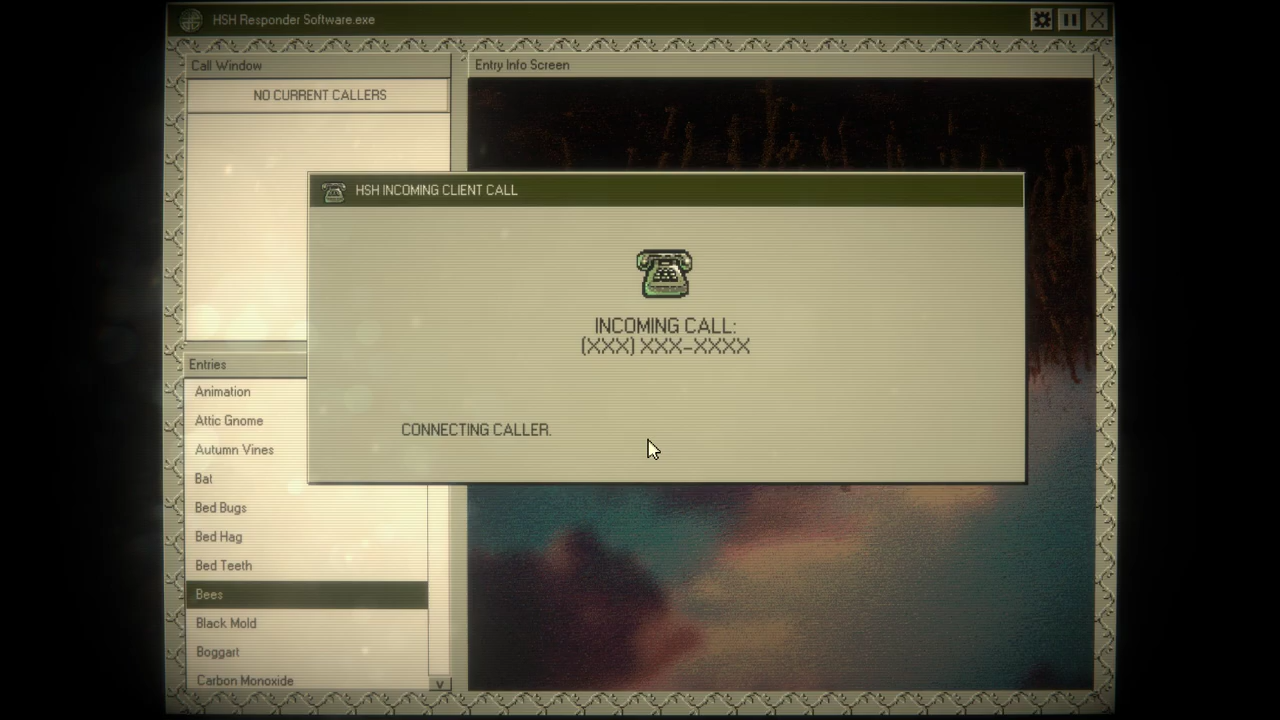 HSH Responder Software.exe
Call Window
Entry Info Screen
NO CURRENT CALLERS
HSH INCOMING CLIENT CALL
INCOMING CALL:
(XXX) XXX-XXXX
CONNECTING CALLER.
Entries
Animation
Attic Gnome
Autumn Vines
Bat
Bed Bugs
Bed Hag
Bed Teeth
Bees
Black Mold
Boggart
Carbon Monoxide